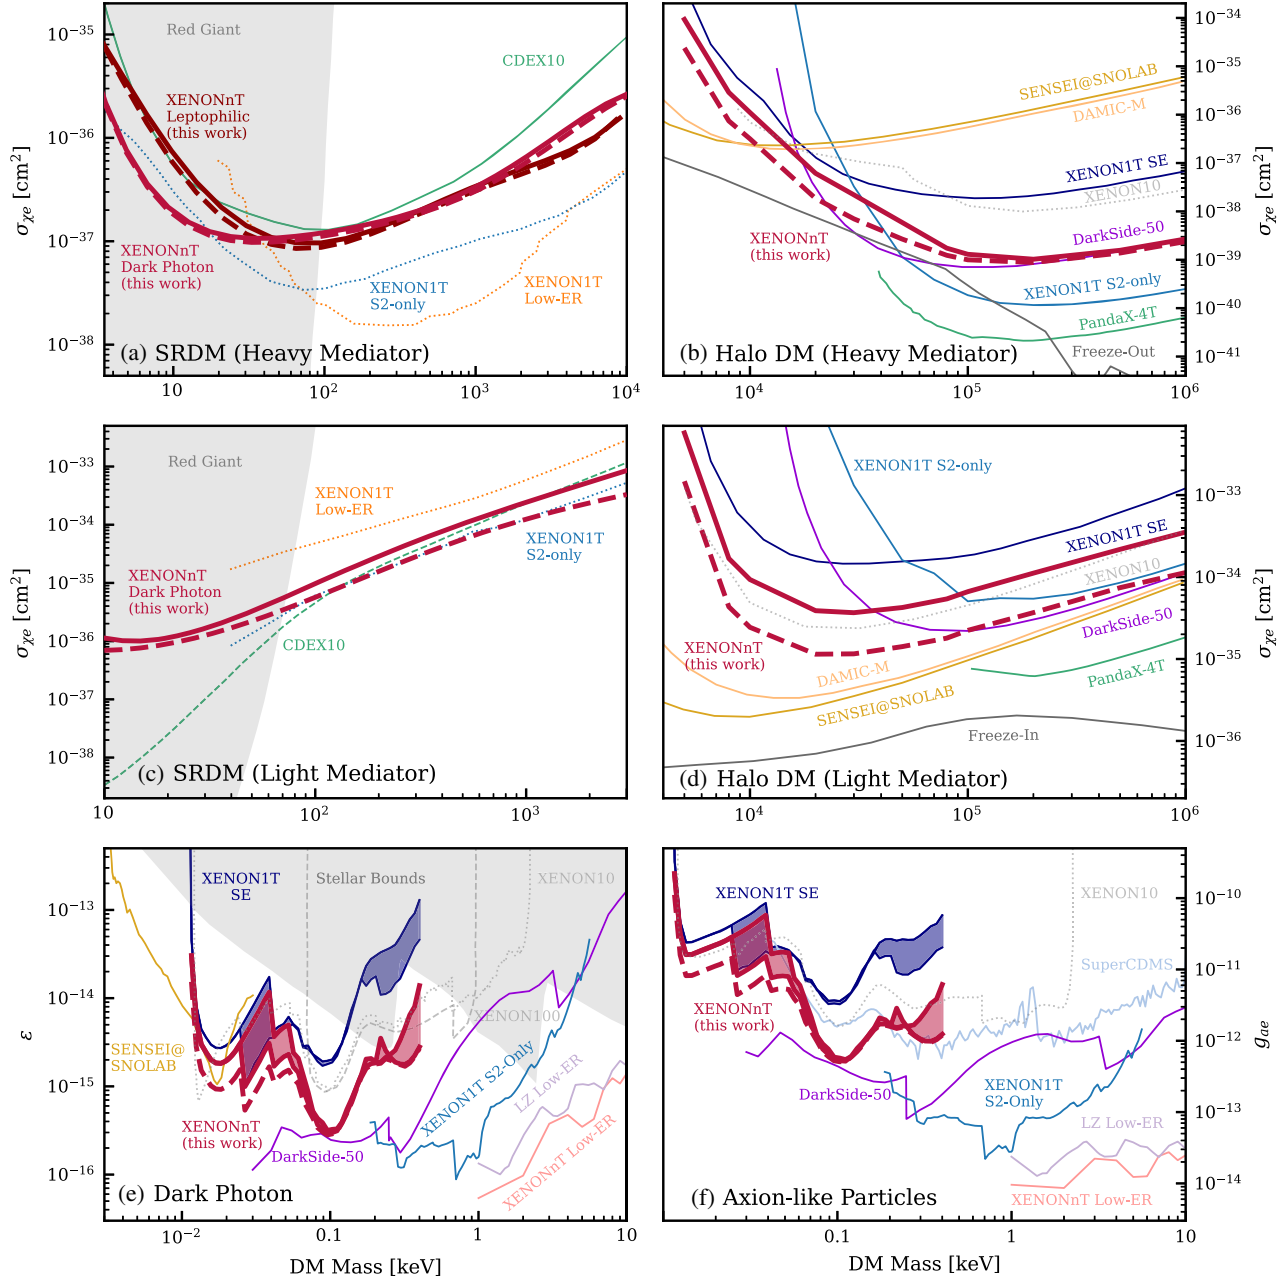 10⁻³⁵
10⁻³⁶
10⁻³⁷
10⁻³⁸
σχe [cm²]
Red Giant
CDEX10
XENONnT
Leptophilic
(this work)
XENONnT
Dark Photon
(this work)
XENON1T
S2-only
XENON1T
Low-ER
(a) SRDM (Heavy Mediator)
10
10²
10³
10⁴
10⁻³⁴
10⁻³⁵
10⁻³⁶
10⁻³⁷
10⁻³⁸
10⁻³⁹
10⁻⁴⁰
10⁻⁴¹
σχe [cm²]
SENSEI@SNOLAB
DAMIC-M
XENON1T SE
XENON10
XENONnT
(this work)
DarkSide-50
XENON1T S2-only
PandaX-4T
Freeze-Out
(b) Halo DM (Heavy Mediator)
10⁴
10⁵
10⁶
10⁻³³
10⁻³⁴
10⁻³⁵
10⁻³⁶
10⁻³⁷
10⁻³⁸
σχe [cm²]
Red Giant
XENON1T
Low-ER
XENON1T
S2-only
XENONnT
Dark Photon
(this work)
CDEX10
(c) SRDM (Light Mediator)
10
10²
10³
10⁻³³
10⁻³⁴
10⁻³⁵
10⁻³⁶
σχe [cm²]
XENON1T S2-only
XENON1T SE
XENON10
DarkSide-50
XENONnT
(this work)
DAMIC-M
PandaX-4T
SENSEI@SNOLAB
Freeze-In
(d) Halo DM (Light Mediator)
10⁴
10⁵
10⁶
10⁻¹³
10⁻¹⁴
10⁻¹⁵
10⁻¹⁶
ε
XENON1T
SE
Stellar Bounds
XENON10
XENON100
SENSEI@
SNOLAB
XENONnT
(this work)
DarkSide-50
XENON1T S2-Only
LZ Low-ER
XENONnT Low-ER
(e) Dark Photon
10⁻²
0.1
1
10
DM Mass [keV]
10⁻¹⁰
10⁻¹¹
10⁻¹²
10⁻¹³
10⁻¹⁴
gae
XENON1T SE
XENON10
SuperCDMS
XENONnT
(this work)
DarkSide-50
XENON1T
S2-Only
LZ Low-ER
XENONnT Low-ER
(f) Axion-like Particles
0.1
1
10
DM Mass [keV]